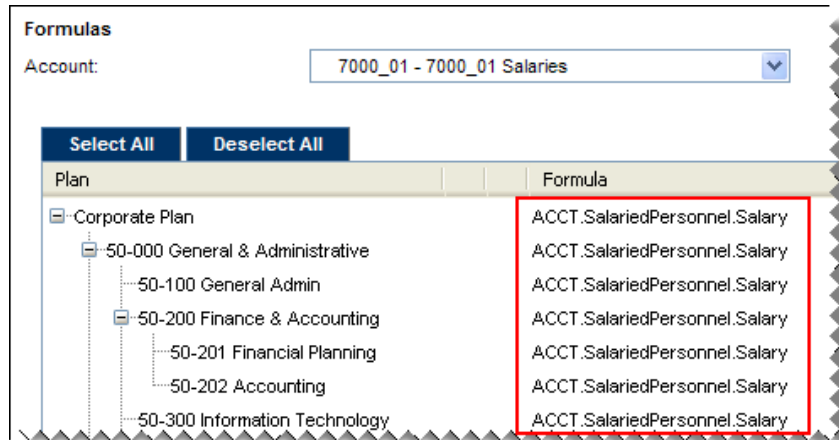 Formulas
Account: 7000_01 - 7000_01 Salaries
Select All Deselect All
Plan Formula
Corporate Plan ACCT.SalariedPersonnel.Salary
50-000 General & Administrative ACCT.SalariedPersonnel.Salary
50-100 General Admin ACCT.SalariedPersonnel.Salary
50-200 Finance & Accounting ACCT.SalariedPersonnel.Salary
50-201 Financial Planning ACCT.SalariedPersonnel.Salary
50-202 Accounting ACCT.SalariedPersonnel.Salary
50-300 Information Technology ACCT.SalariedPersonnel.Salary